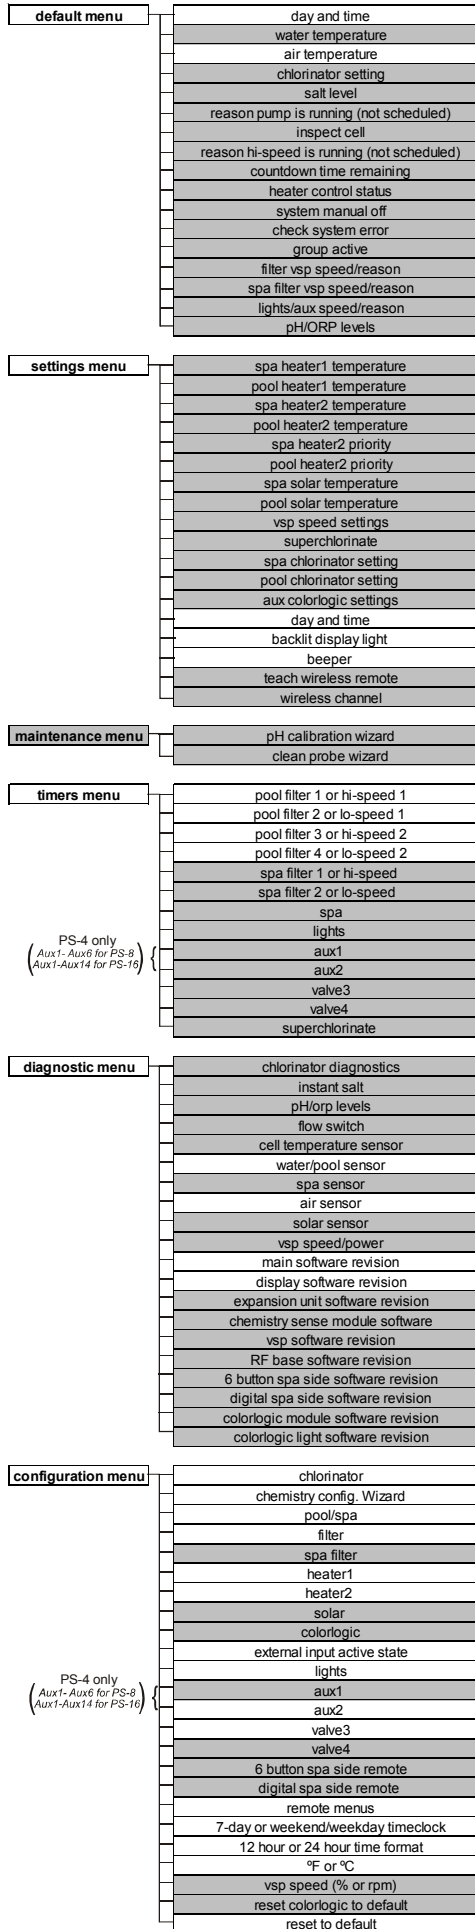 default menu
day and time
water temperature
air temperature
chlorinator setting
salt level
reason pump is running (not scheduled)
inspect cell
reason hi-speed is running (not scheduled)
countdown time remaining
heater control status
system manual off
check system error
group active
filter vsp speed/reason
spa filter vsp speed/reason
lights/aux speed/reason
pH/ORP levels
settings menu
spa heater1 temperature
pool heater1 temperature
spa heater2 temperature
pool heater2 temperature
spa heater2 priority
pool heater2 priority
spa solar temperature
pool solar temperature
vsp speed settings
superchlorinate
spa chlorinator setting
pool chlorinator setting
aux colorlogic settings
day and time
backlit display light
beeper
teach wireless remote
wireless channel
maintenance menu
pH calibration wizard
clean probe wizard
timers menu
pool filter 1 or hi-speed 1
pool filter 2 or lo-speed 1
pool filter 3 or hi-speed 2
pool filter 4 or lo-speed 2
spa filter 1 or hi-speed
spa filter 2 or lo-speed
spa
lights
PS-4 only
(Aux1- Aux6 for PS-8
Aux1-Aux14 for PS-16) {
aux1
aux2
valve3
valve4
superchlorinate
diagnostic menu
chlorinator diagnostics
instant salt
pH/orp levels
flow switch
cell temperature sensor
water/pool sensor
spa sensor
air sensor
solar sensor
vsp speed/power
main software revision
display software revision
expansion unit software revision
chemistry sense module software
vsp software revision
RF base software revision
6 button spa side software revision
digital spa side software revision
colorlogic module software revision
colorlogic light software revision
configuration menu
chlorinator
chemistry config. Wizard
pool/spa
filter
spa filter
heater1
heater2
solar
colorlogic
external input active state
lights
PS-4 only
(Aux1- Aux6 for PS-8
Aux1-Aux14 for PS-16) {
aux1
aux2
valve3
valve4
6 button spa side remote
digital spa side remote
remote menus
7-day or weekend/weekday timeclock
12 hour or 24 hour time format
ºF or ºC
vsp speed (% or rpm)
reset colorlogic to default
reset to default